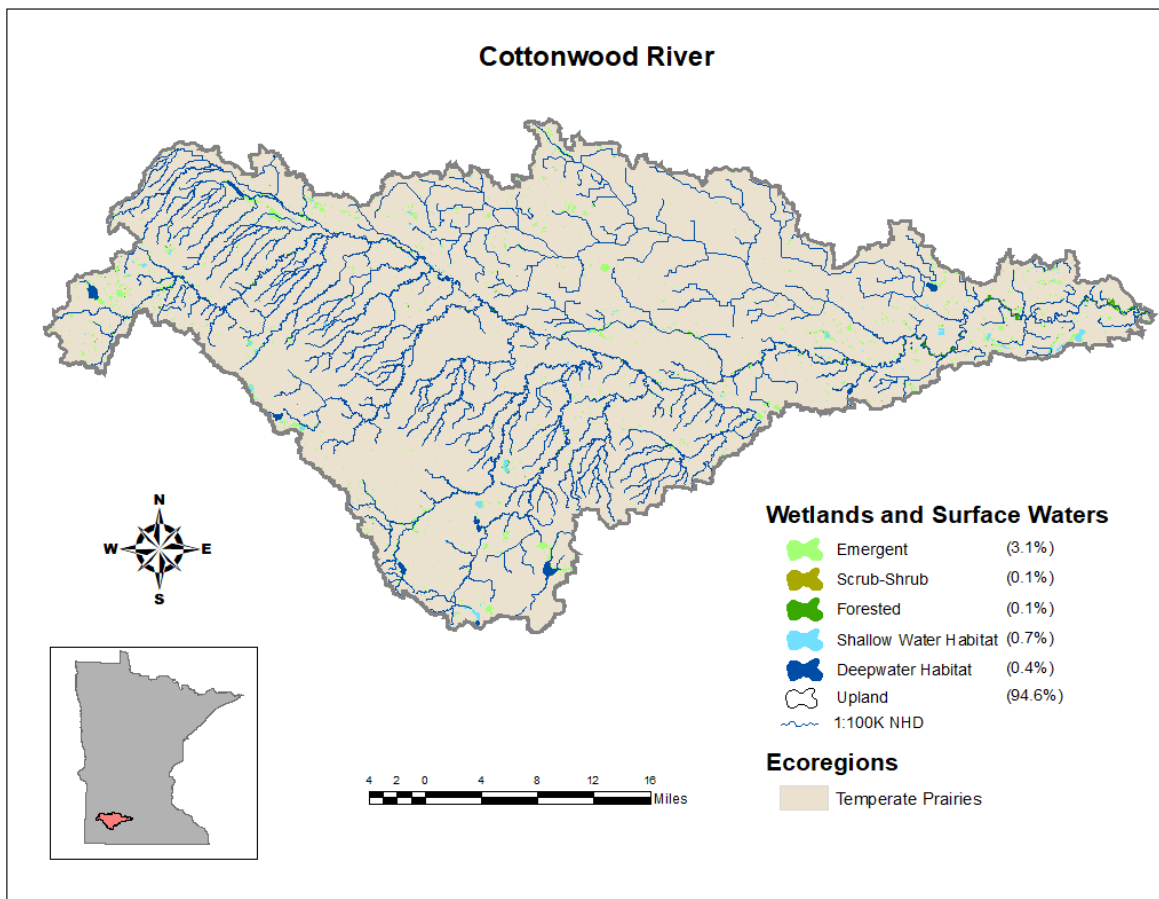 Cottonwood River
N
W E
S
Wetlands and Surface Waters
Emergent (3.1%)
Scrub-Shrub (0.1%)
Forested (0.1%)
Shallow Water Habitat (0.7%)
Deepwater Habitat (0.4%)
Upland (94.6%)
1:100K NHD
Ecoregions
Temperate Prairies
4 2 0 4 8 12 16
Miles